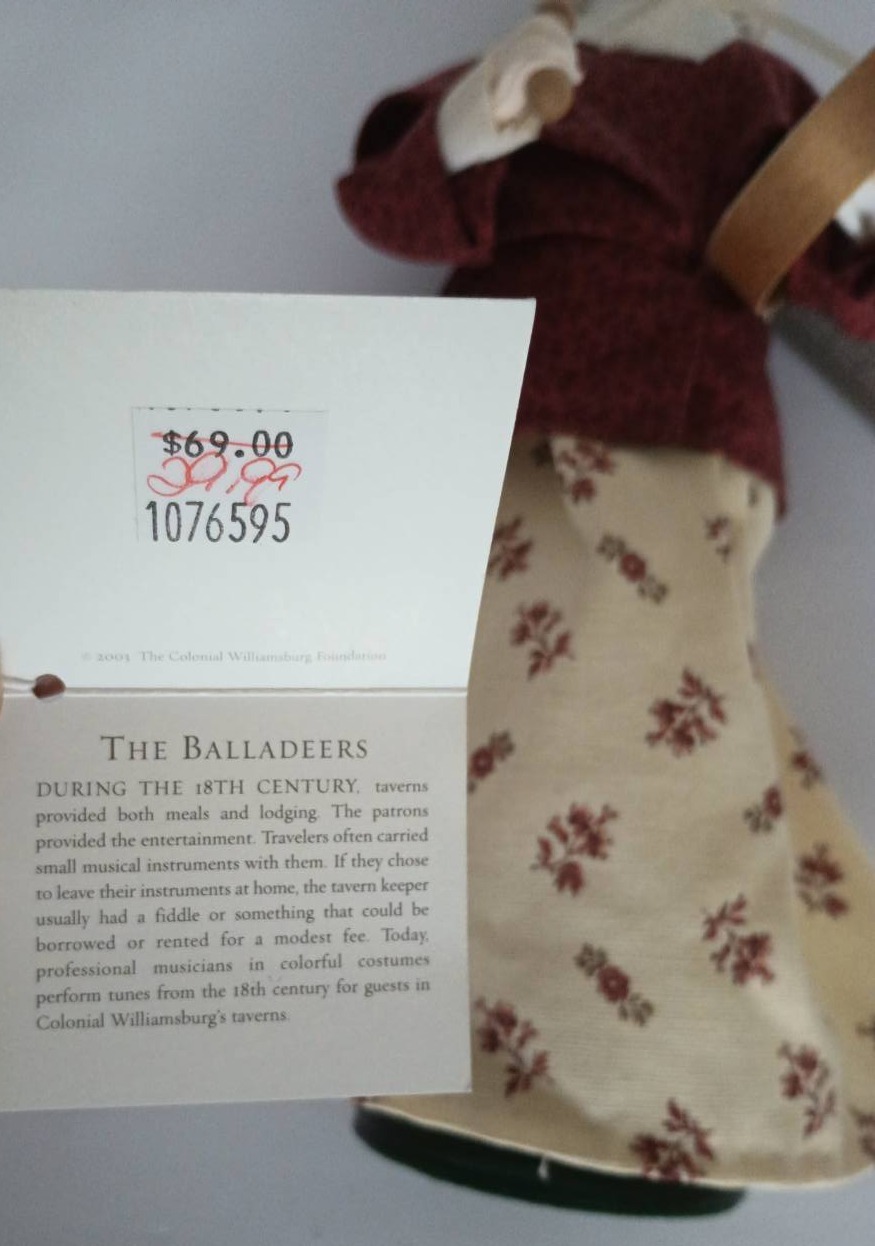 $69.00
29.99
1076595
© 2003 The Colonial Williamsburg Foundation
THE BALLADEERS
DURING THE 18TH CENTURY, taverns
provided both meals and lodging. The patrons
provided the entertainment. Travelers often carried
small musical instruments with them. If they chose
to leave their instruments at home, the tavern keeper
usually had a fiddle or something that could be
borrowed or rented for a modest fee. Today,
professional musicians in colorful costumes
perform tunes from the 18th century for guests in
Colonial Williamsburg's taverns.